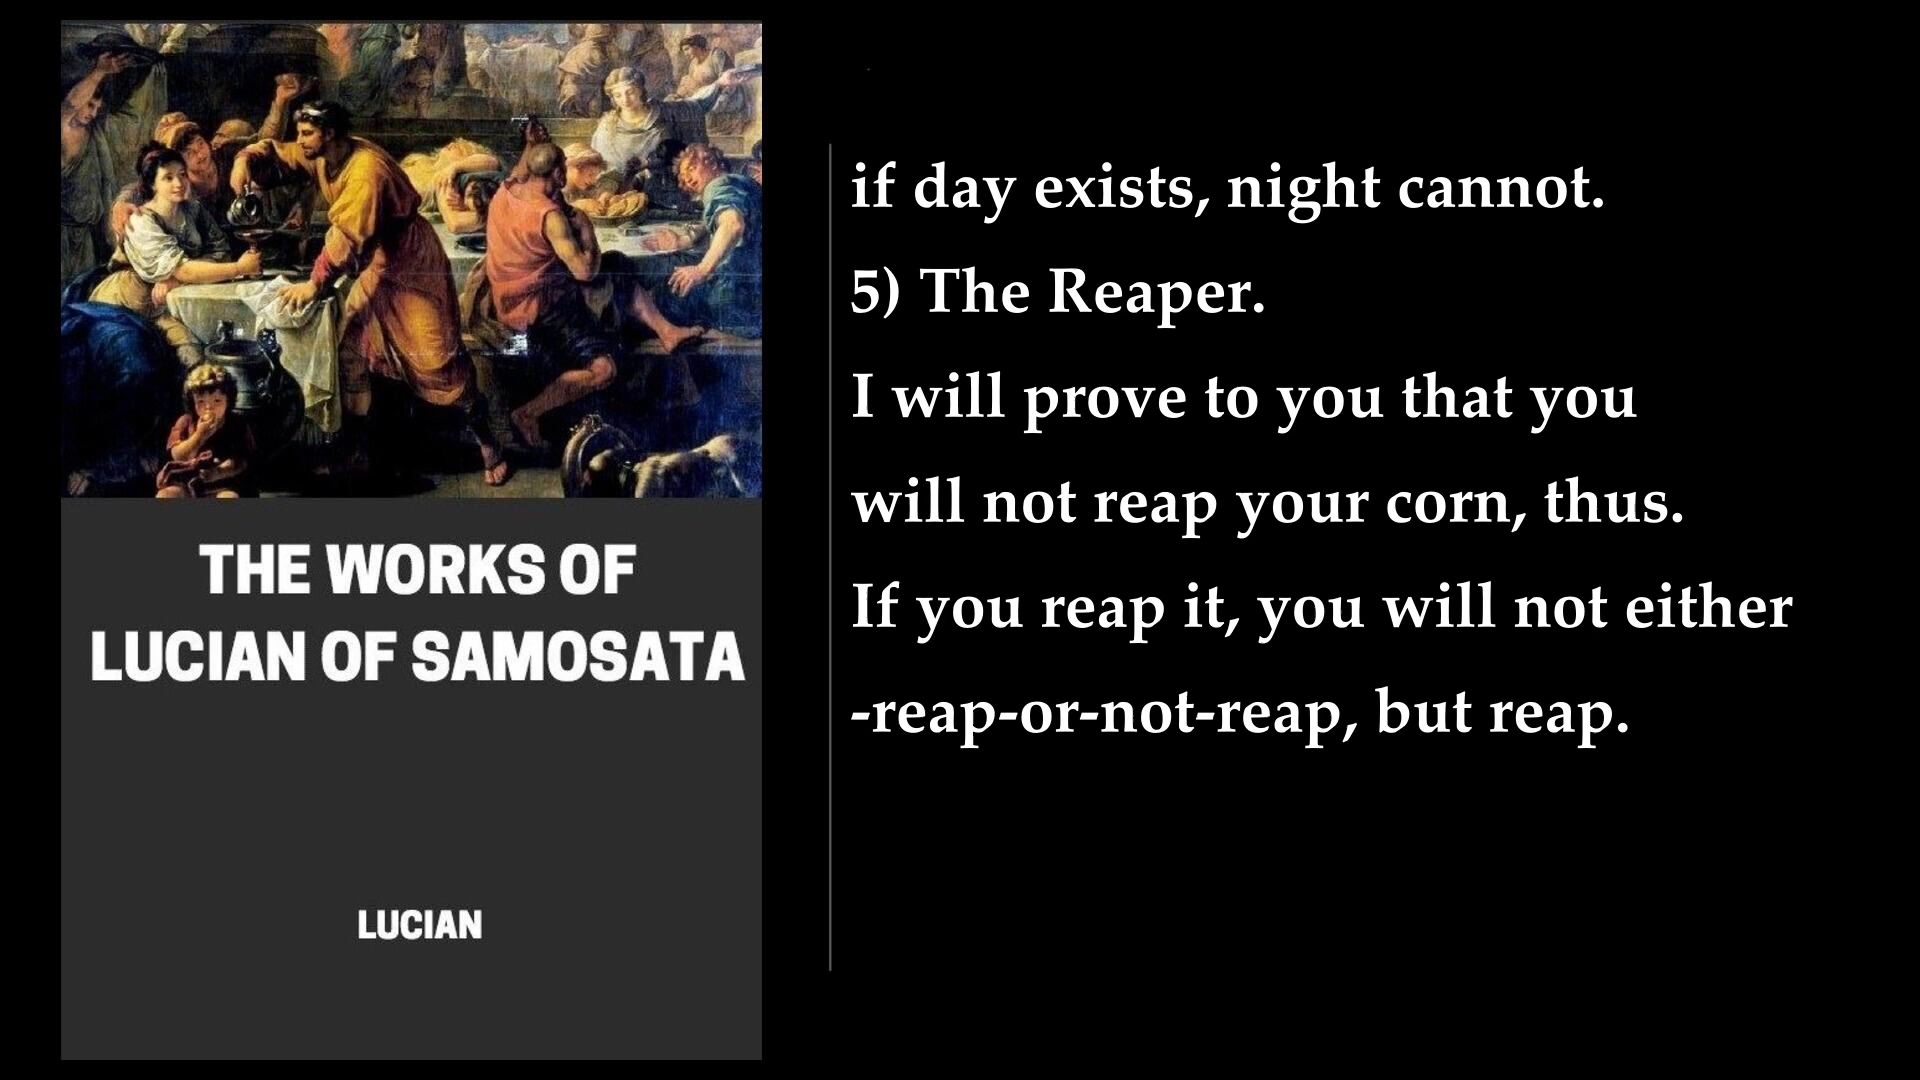 THE WORKS OF
LUCIAN OF SAMOSATA
LUCIAN
if day exists, night cannot.
5) The Reaper.
I will prove to you that you
will not reap your corn, thus.
If you reap it, you will not either
-reap-or-not-reap, but reap.